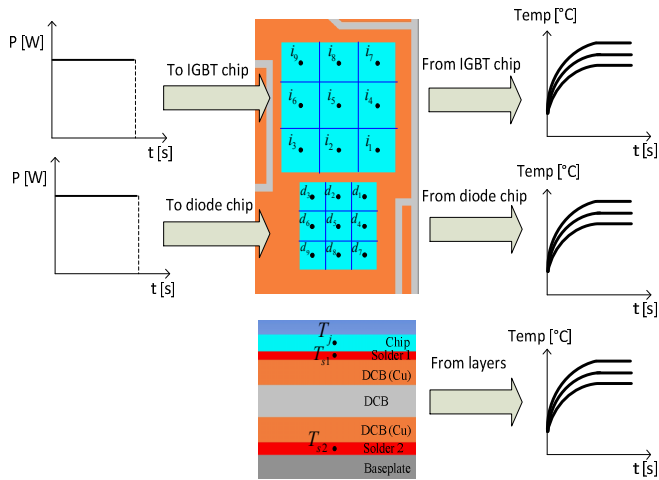 P [W]
t [s]
To IGBT chip
i9 i8 i7
i6 i5 i4
i3 i2 i1
From IGBT chip
Temp [°C]
t [s]
P [W]
t [s]
To diode chip
d3 d2 d1
d6 d5 d4
d9 d8 d7
From diode chip
Temp [°C]
t [s]
Tj
Chip
Ts1
Solder 1
DCB (Cu)
DCB
DCB (Cu)
Ts2
Solder 2
Baseplate
From layers
Temp [°C]
t [s]